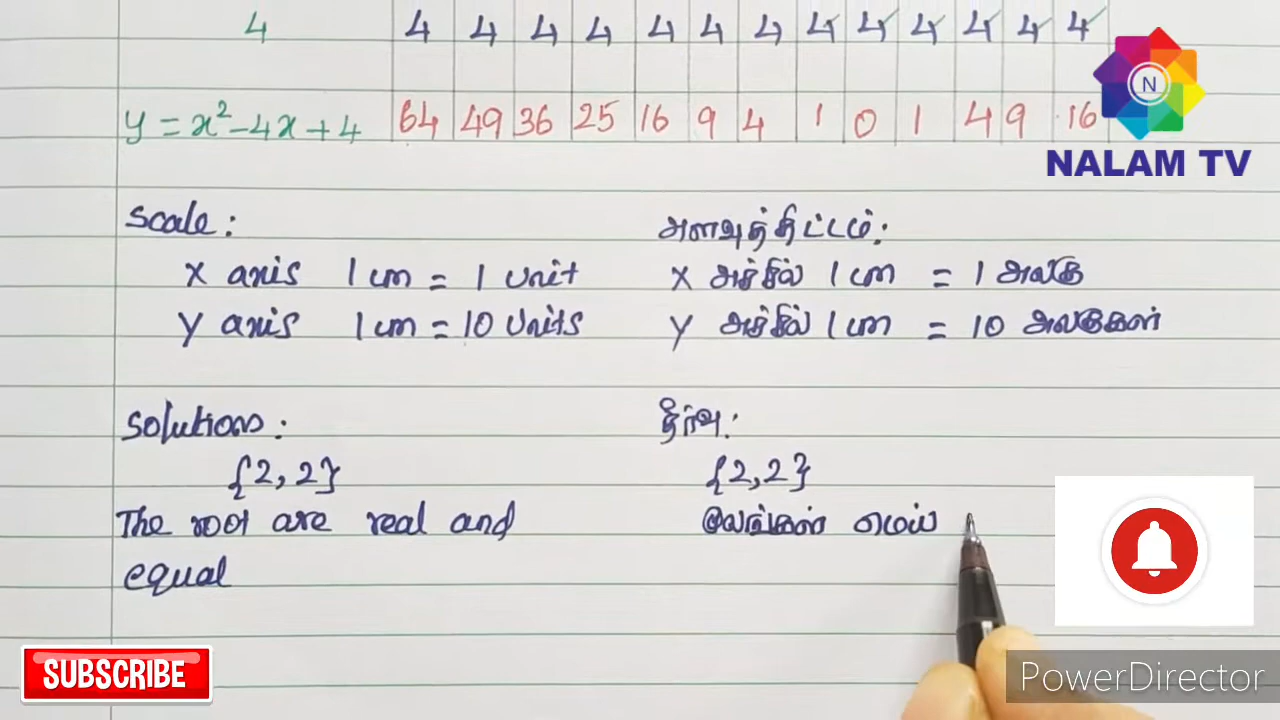 4 4 4 4 4 4 4 4 4 4 4 4 4 4
y = x² - 4x + 4 64 49 36 25 16 9 4 1 0 1 4 9 16
N
NALAM TV
Scale :
X axis 1 cm = 1 Unit
Y axis 1 cm = 10 Units
அளவுத்திட்டம் :
X அச்சில் 1 cm = 1 அலகு
Y அச்சில் 1 cm = 10 அலகுகள்
Solutions :
{2, 2}
The root are real and
equal
தீர்வு :
{2, 2}
மூலங்கள் மெய்
SUBSCRIBE
PowerDirector